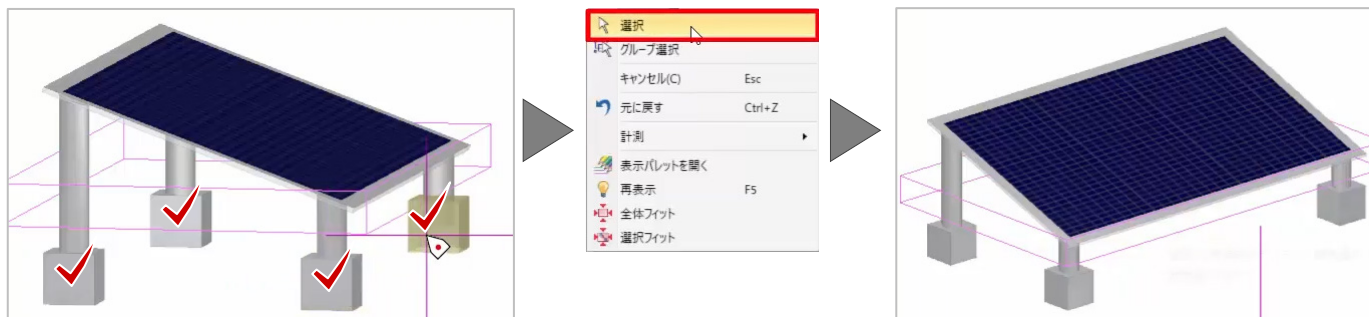 選択
グループ選択
キャンセル(C) Esc
元に戻す Ctrl+Z
計測
表示パレットを開く
再表示 F5
全体フィット
選択フィット